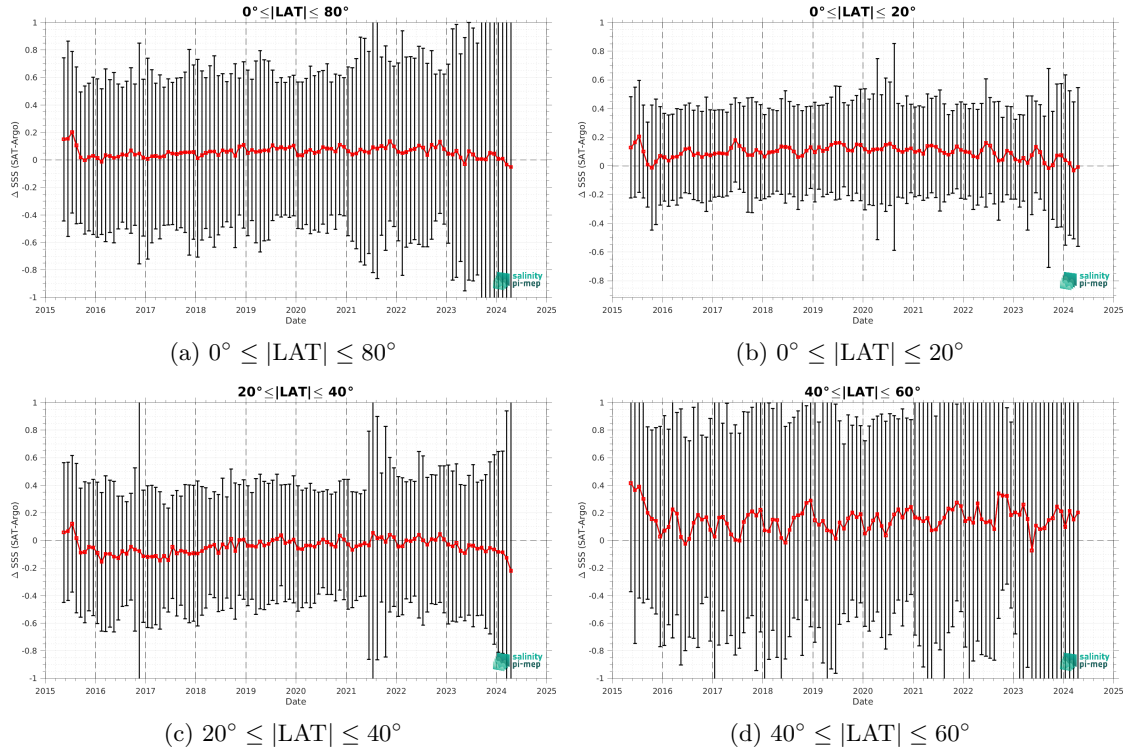 0°≤|LAT|≤ 80°
Δ SSS (SAT-Argo)
1
0.8
0.6
0.4
0.2
0
-0.2
-0.4
-0.6
-0.8
-1
2015 2016 2017 2018 2019 2020 2021 2022 2023 2024 2025
Date
salinity
pi-mep
(a) 0° ≤ |LAT| ≤ 80°
0°≤|LAT|≤ 20°
Δ SSS (SAT-Argo)
1
0.8
0.6
0.4
0.2
0
-0.2
-0.4
-0.6
-0.8
2015 2016 2017 2018 2019 2020 2021 2022 2023 2024 2025
Date
salinity
pi-mep
(b) 0° ≤ |LAT| ≤ 20°
20°≤|LAT|≤ 40°
Δ SSS (SAT-Argo)
1
0.8
0.6
0.4
0.2
0
-0.2
-0.4
-0.6
-0.8
-1
2015 2016 2017 2018 2019 2020 2021 2022 2023 2024 2025
Date
salinity
pi-mep
(c) 20° ≤ |LAT| ≤ 40°
40°≤|LAT|≤ 60°
Δ SSS (SAT-Argo)
1
0.8
0.6
0.4
0.2
0
-0.2
-0.4
-0.6
-0.8
-1
2015 2016 2017 2018 2019 2020 2021 2022 2023 2024 2025
Date
salinity
pi-mep
(d) 40° ≤ |LAT| ≤ 60°